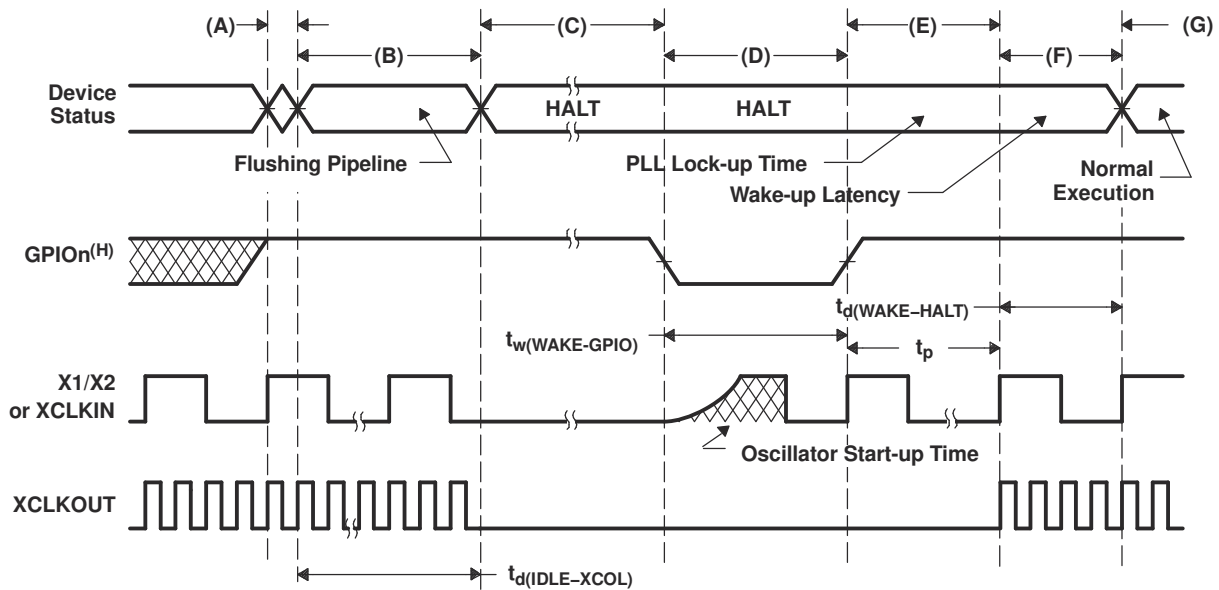 (A)
(B)
(C)
(D)
(E)
(F)
(G)
Device
Status
HALT
HALT
Flushing Pipeline
PLL Lock-up Time
Wake-up Latency
Normal
Execution
GPIOn(H)
td(WAKE−HALT)
tw(WAKE-GPIO)
tp
X1/X2
or XCLKIN
Oscillator Start-up Time
XCLKOUT
td(IDLE−XCOL)